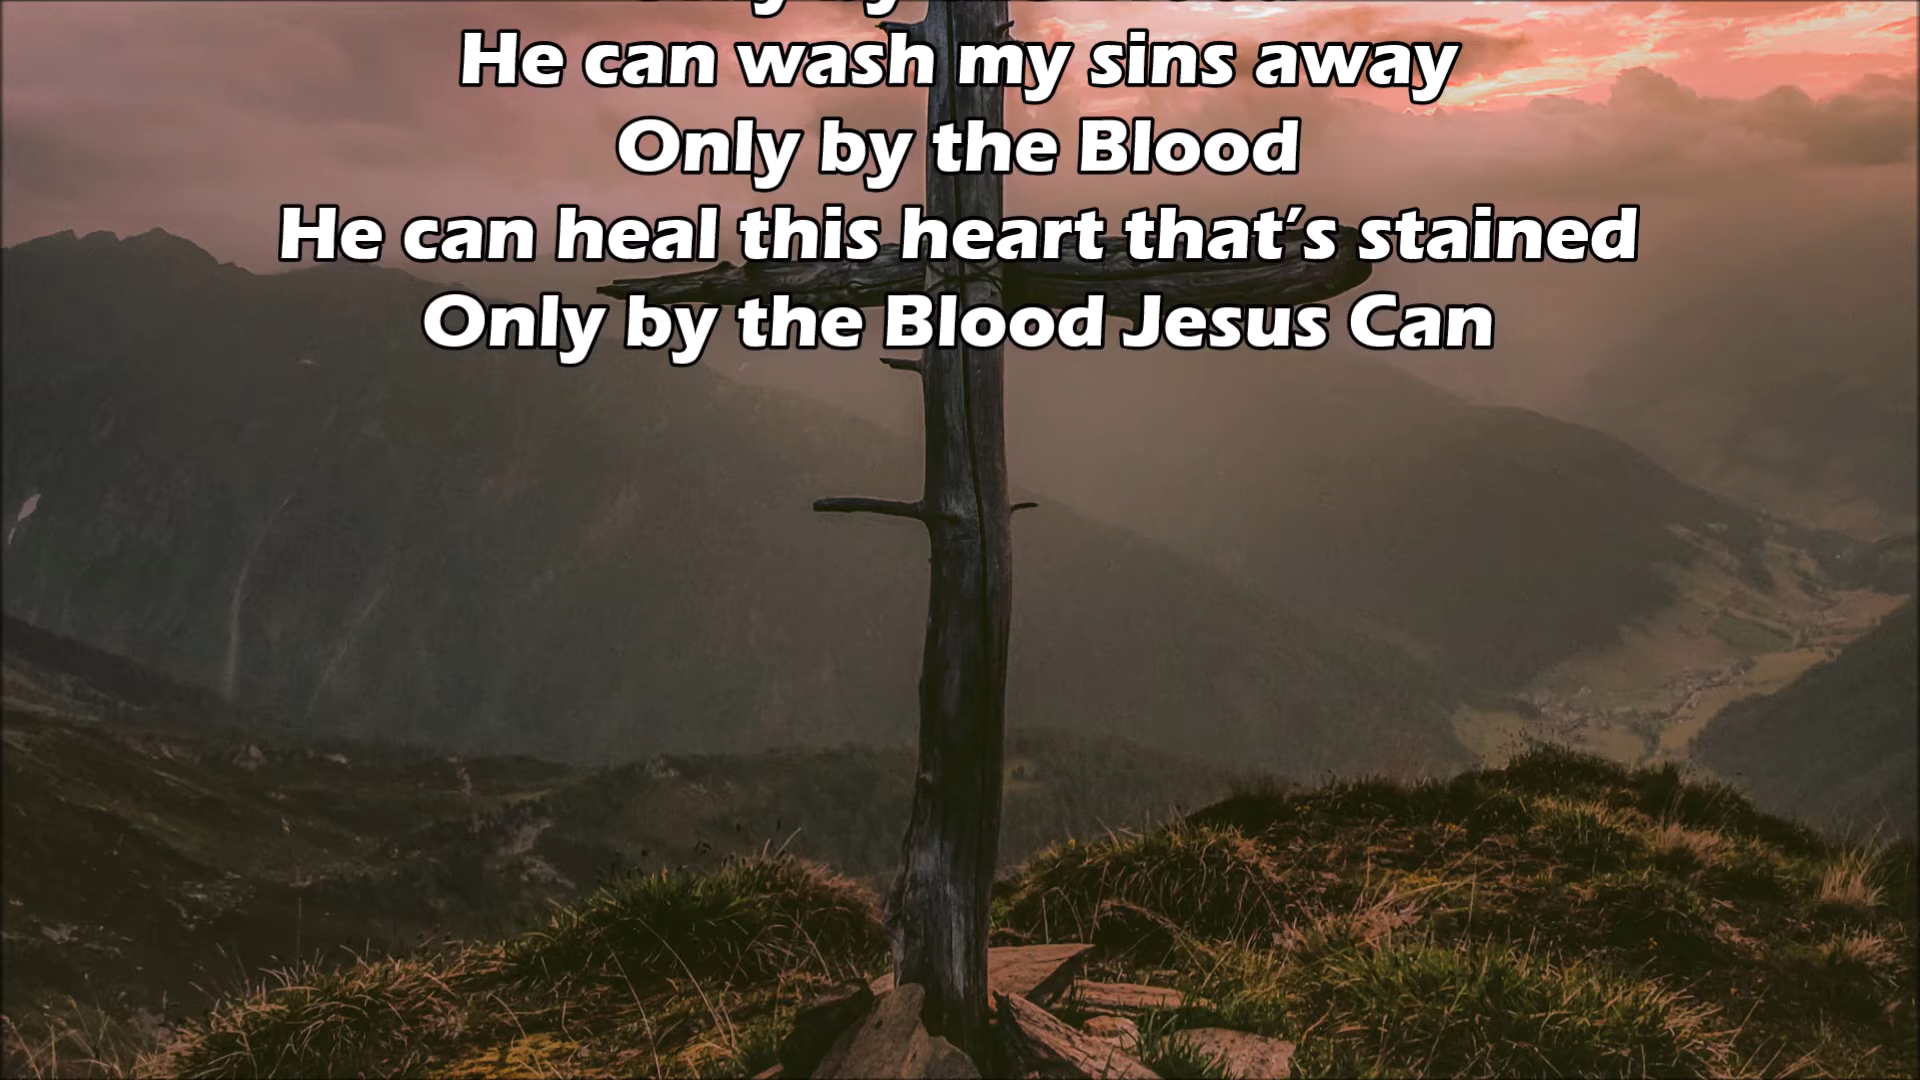 He can wash my sins away
Only by the Blood
He can heal this heart that's stained
Only by the Blood Jesus Can